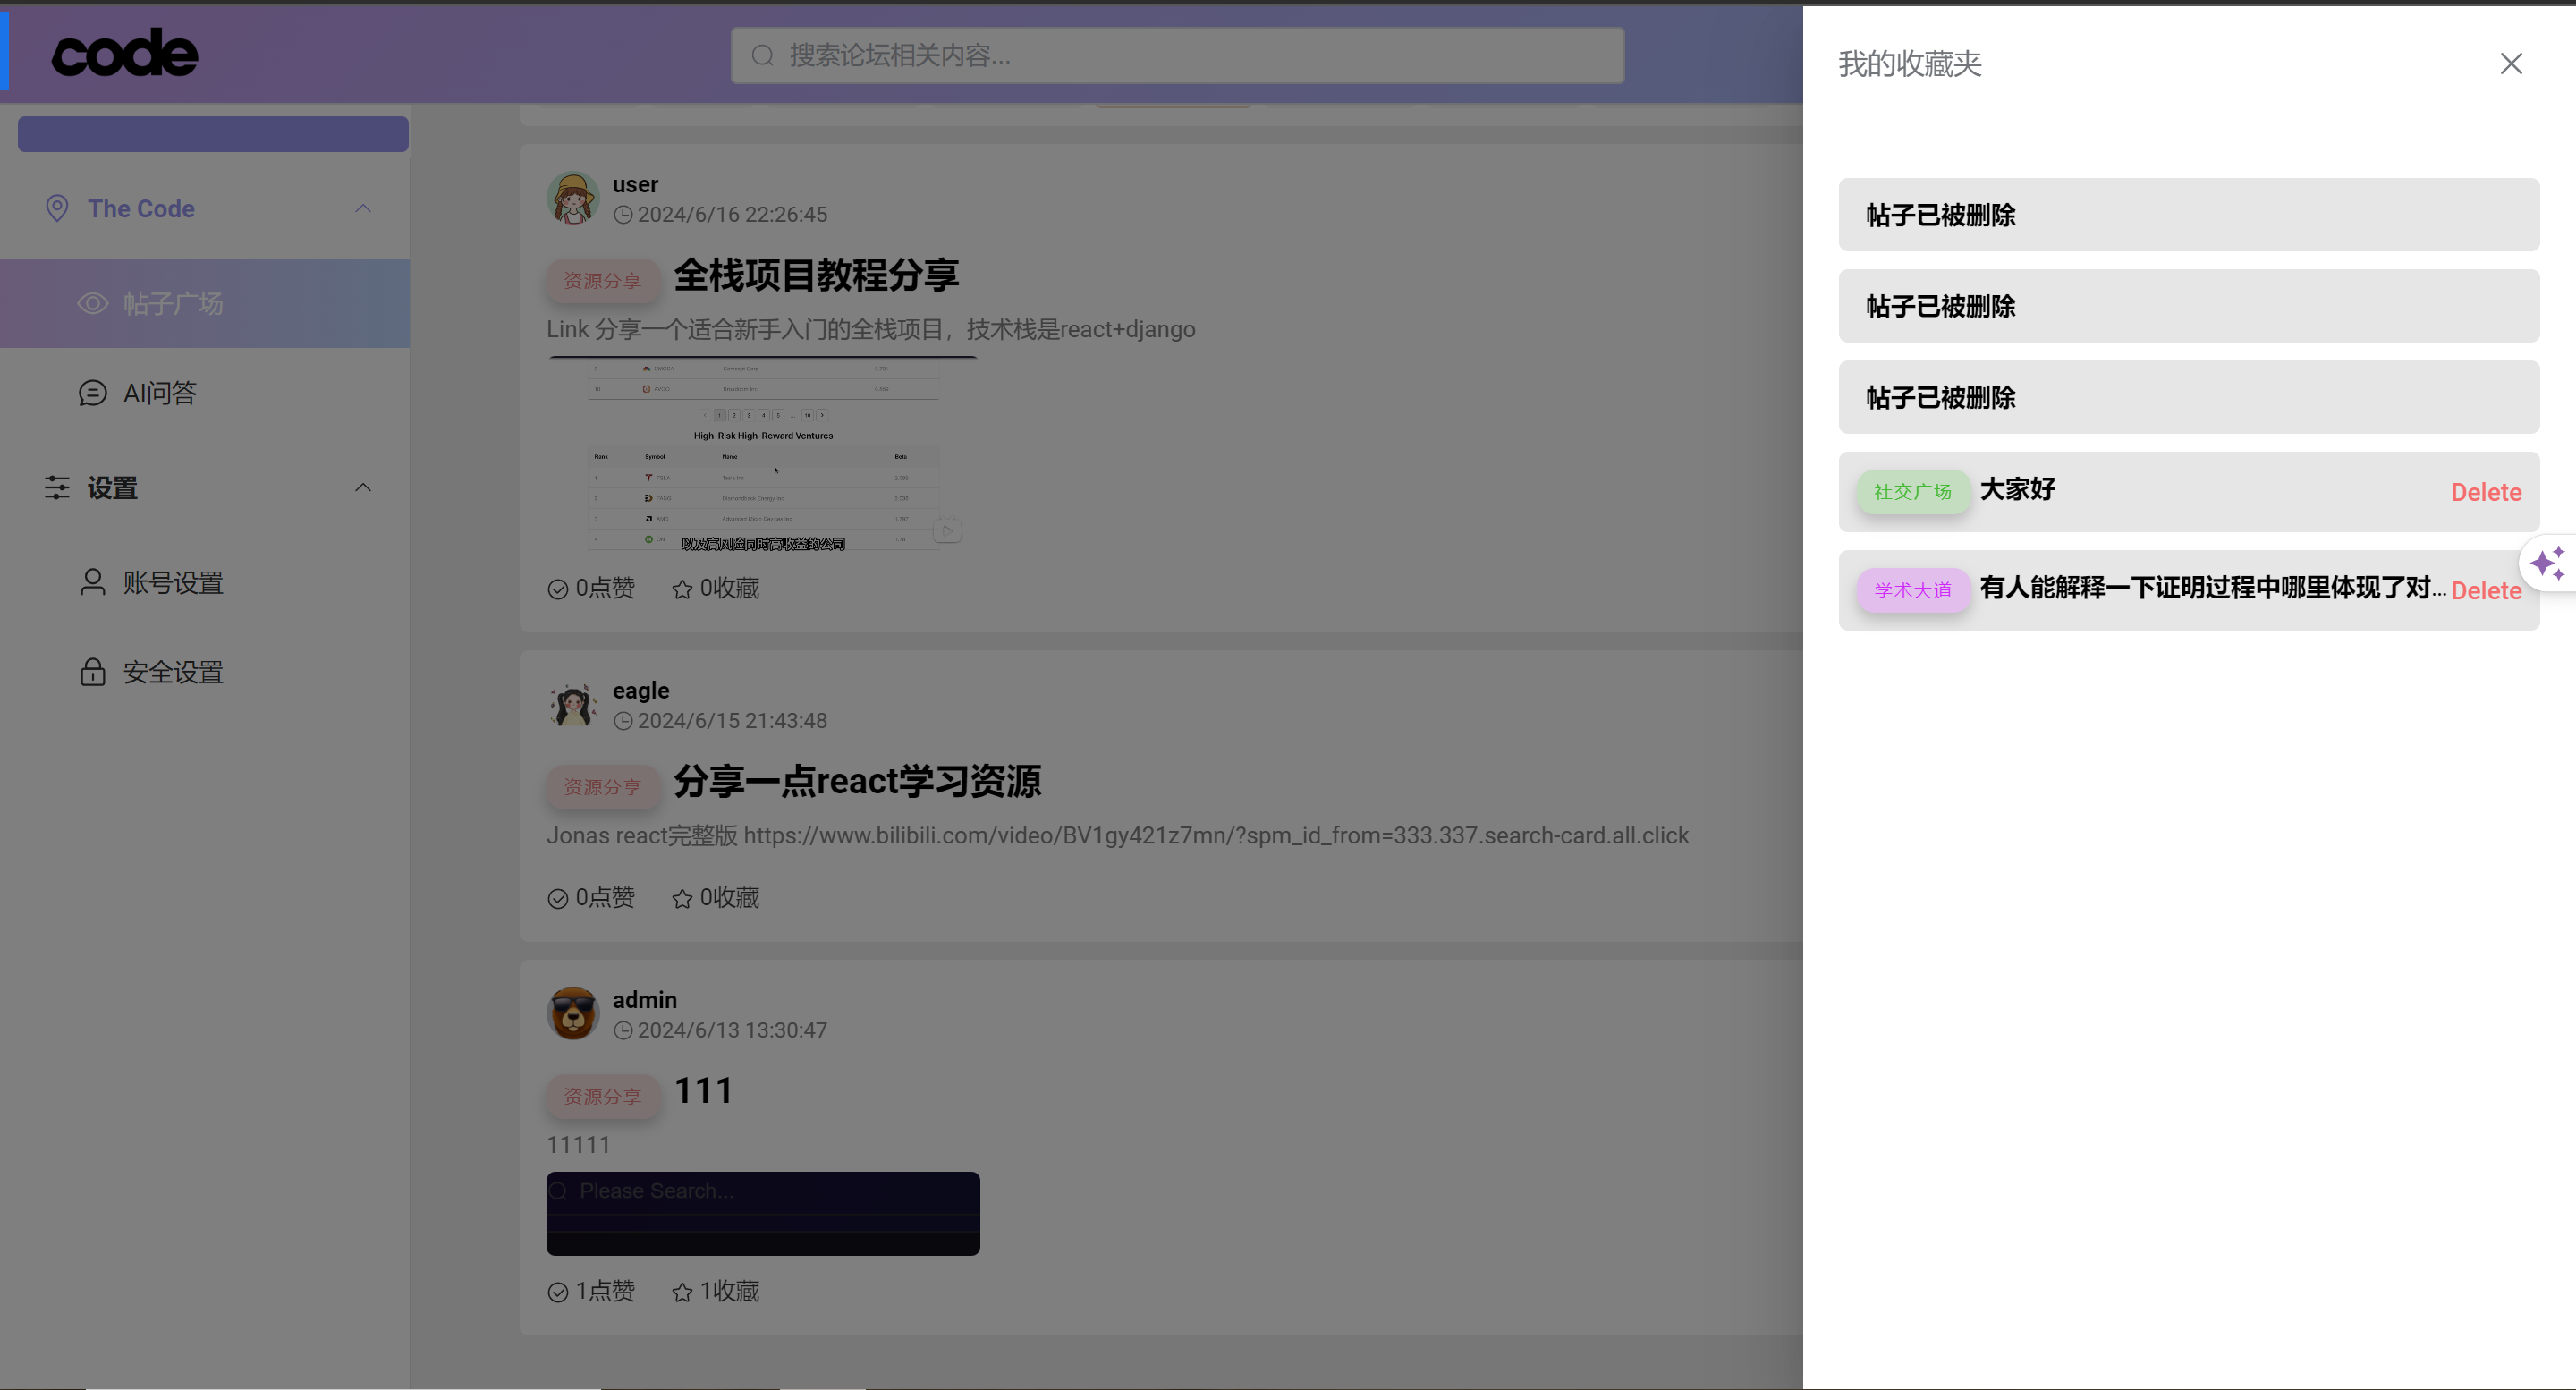 code
搜索论坛相关内容...
The Code
帖子广场
AI问答
设置
账号设置
安全设置
user
2024/6/16 22:26:45
资源分享 全栈项目教程分享
Link 分享一个适合新手入门的全栈项目，技术栈是react+django
High-Risk High-Reward Ventures
Rank Symbol Name Beta
以及高风险同时高收益的公司
0点赞 0收藏
eagle
2024/6/15 21:43:48
资源分享 分享一点react学习资源
Jonas react完整版 https://www.bilibili.com/video/BV1gy421z7mn/?spm_id_from=333.337.search-card.all.click
0点赞 0收藏
admin
2024/6/13 13:30:47
资源分享 111
11111
Please Search...
1点赞 1收藏
我的收藏夹
帖子已被删除
帖子已被删除
帖子已被删除
社交广场 大家好 Delete
学术大道 有人能解释一下证明过程中哪里体现了对... Delete